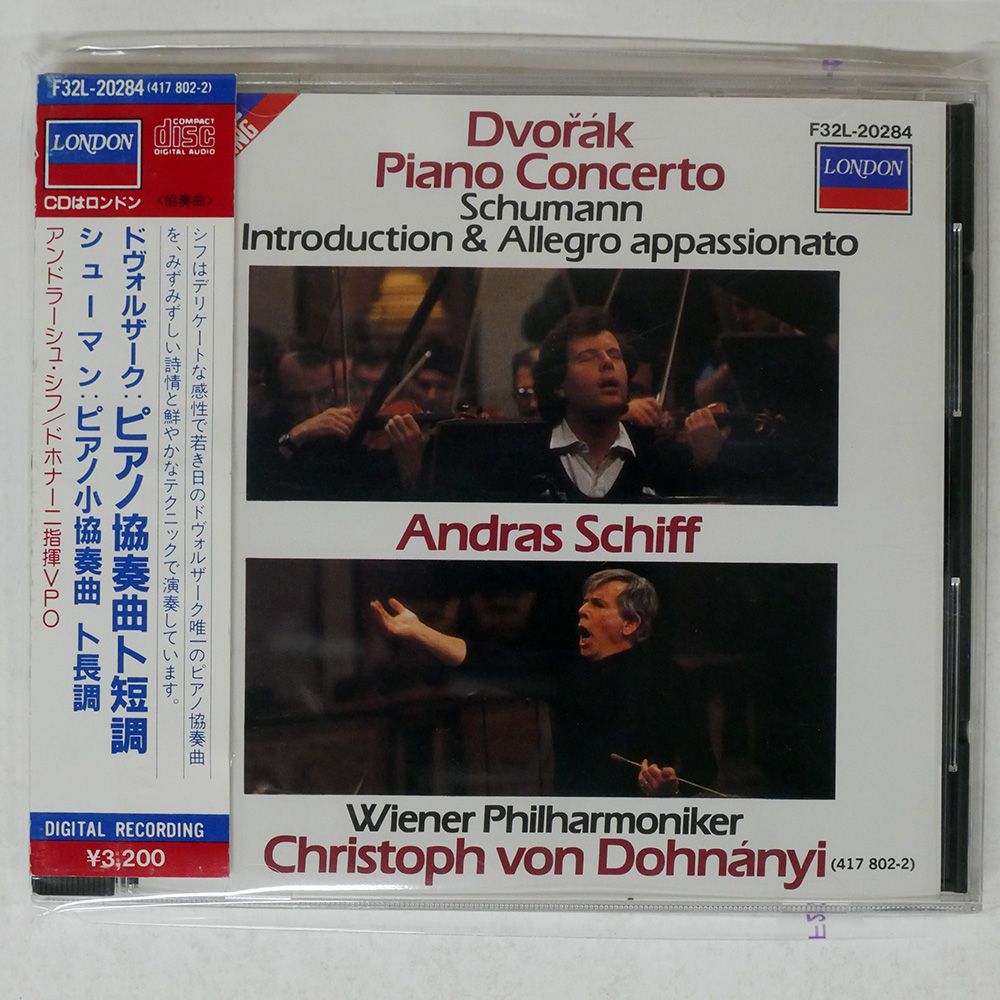 F32L-20284 (417 802-2)
LONDON
COMPACT
disc
DIGITAL AUDIO
CDはロンドン
〈協奏曲〉
シフはデリケートな感性で若き日のドヴォルザーク唯一のピアノ協奏曲
を、みずみずしい詩情と鮮やかなテクニックで演奏しています。
ドヴォルザーク:ピアノ協奏曲ト短調
シューマン:ピアノ小協奏曲 ト長調
アンドラーシュ・シフ/ドホナーニ指揮VPO
DIGITAL RECORDING
¥3,200
Dvořák
Piano Concerto
Schumann
Introduction & Allegro appassionato
F32L-20284
LONDON
Andras Schiff
Wiener Philharmoniker
Christoph von Dohnányi (417 802-2)